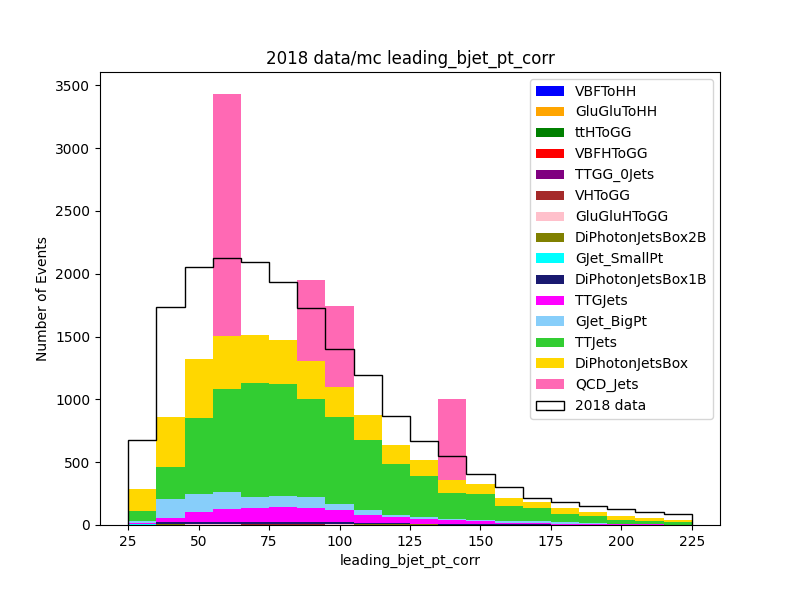 2018 data/mc leading_bjet_pt_corr
Number of Events
3500
3000
2500
2000
1500
1000
500
0
25
50
75
100
125
150
175
200
225
leading_bjet_pt_corr
VBFToHH
GluGluToHH
ttHToGG
VBFHToGG
TTGG_0Jets
VHToGG
GluGluHToGG
DiPhotonJetsBox2B
GJet_SmallPt
DiPhotonJetsBox1B
TTGJets
GJet_BigPt
TTJets
DiPhotonJetsBox
QCD_Jets
2018 data